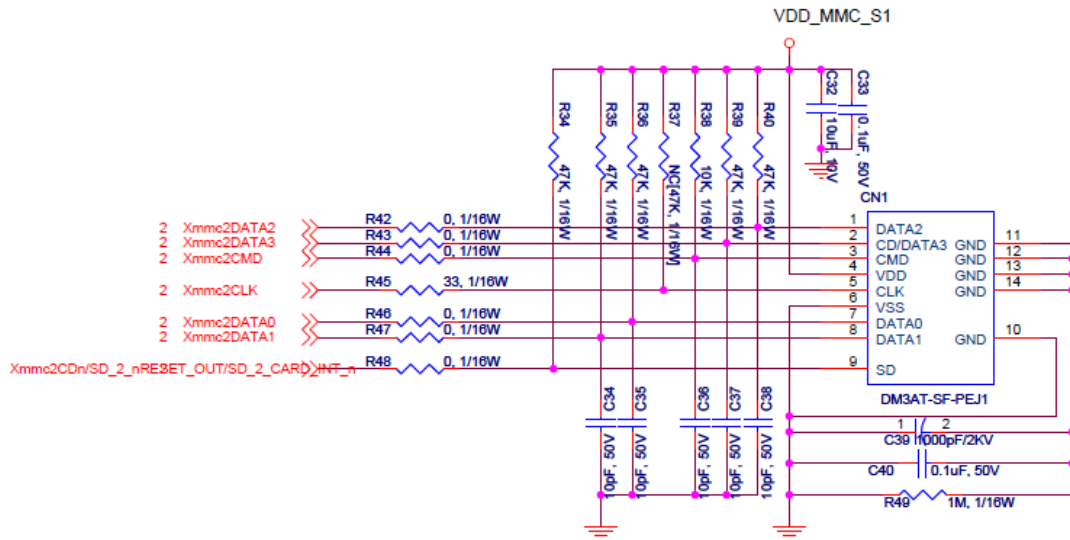 VDD_MMC_S1
C32
10uF, 10V
C33
0.1uF, 50V
R34
47K, 1/16W
R35
47K, 1/16W
R36
47K, 1/16W
R37
NC[47K, 1/16W]
R38
10K, 1/16W
R39
47K, 1/16W
R40
47K, 1/16W
CN1
2 Xmmc2DATA2 R42 0, 1/16W 1 DATA2
2 Xmmc2DATA3 R43 0, 1/16W 2 CD/DATA3 GND 11
2 Xmmc2CMD R44 0, 1/16W 3 CMD GND 12
4 VDD GND 13
2 Xmmc2CLK R45 33, 1/16W 5 CLK GND 14
6 VSS
2 Xmmc2DATA0 R46 0, 1/16W 7 DATA0
2 Xmmc2DATA1 R47 0, 1/16W 8 DATA1 GND 10
Xmmc2CDn/SD_2_nRESET_OUT/SD_2_CARD_INT_n R48 0, 1/16W 9 SD
DM3AT-SF-PEJ1
C34
10pF, 50V
C35
10pF, 50V
C36
10pF, 50V
C37
10pF, 50V
C38
10pF, 50V
1 2
C39 1000pF/2KV
C40 0.1uF, 50V
R49 1M, 1/16W